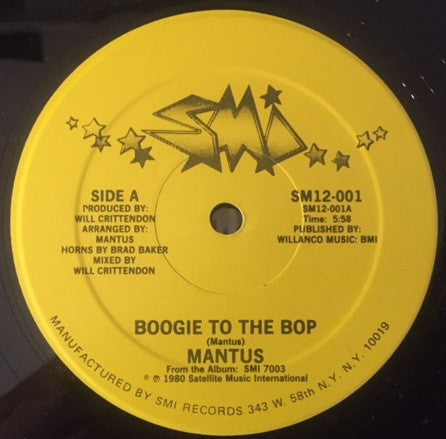 SMI
SIDE A
PRODUCED BY:
WILL CRITTENDON
ARRANGED BY:
MANTUS
HORNS BY BRAD BAKER
MIXED BY
WILL CRITTENDON
SM12-001
SM12-001A
Time: 5:58
PUBLISHED BY:
WILLANCO MUSIC: BMI
BOOGIE TO THE BOP
(Mantus)
MANTUS
From the Album: SMI 7003
© ℗ 1980 Satellite Music International
MANUFACTURED BY SMI RECORDS 343 W. 58th N.Y. N.Y. 10019